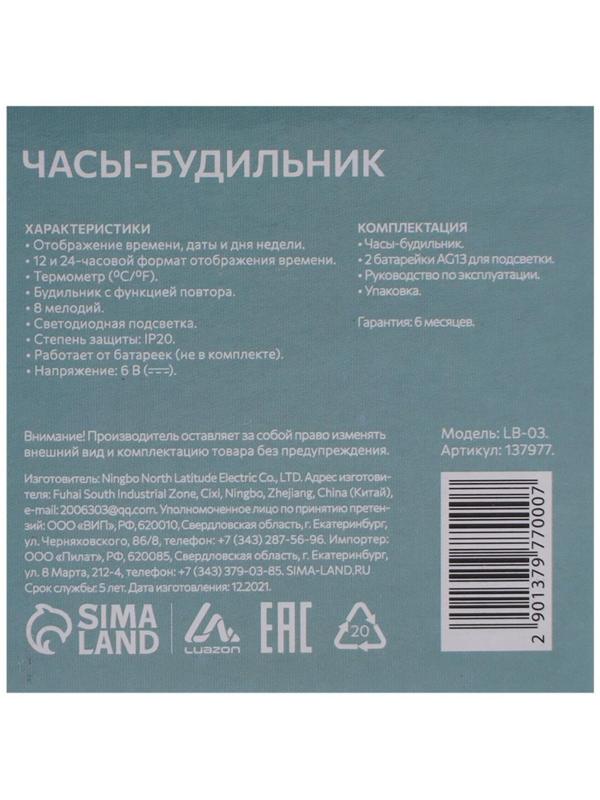 ЧАСЫ-БУДИЛЬНИК
ХАРАКТЕРИСТИКИ
• Отображение времени, даты и дня недели.
• 12 и 24-часовой формат отображения времени.
• Термометр (°C/°F).
• Будильник с функцией повтора.
• 8 мелодий.
• Светодиодная подсветка.
• Степень защиты: IP20.
• Работает от батареек (не в комплекте).
• Напряжение: 6 В (⎓).
КОМПЛЕКТАЦИЯ
• Часы-будильник.
• 2 батарейки AG13 для подсветки.
• Руководство по эксплуатации.
• Упаковка.
Гарантия: 6 месяцев.
Внимание! Производитель оставляет за собой право изменять
внешний вид и комплектацию товара без предупреждения.
Модель: LB-03.
Артикул: 137977.
Изготовитель: Ningbo North Latitude Electric Co., LTD. Адрес изготови-
теля: Fuhai South Industrial Zone, Cixi, Ningbo, Zhejiang, China (Китай),
e-mail: 2006303@qq.com. Уполномоченное лицо по принятию претен-
зий: ООО «ВИП», РФ, 620010, Свердловская область, г. Екатеринбург,
ул. Черняховского, 86/8, телефон: +7 (343) 287-56-96. Импортер:
ООО «Пилат», РФ, 620085, Свердловская область, г. Екатеринбург,
ул. 8 Марта, 212-4, телефон: +7 (343) 379-03-85. SIMA-LAND.RU
Срок службы: 5 лет. Дата изготовления: 12.2021.
SIMA
LAND
LUAZON
EAC
20
2 901379 770007